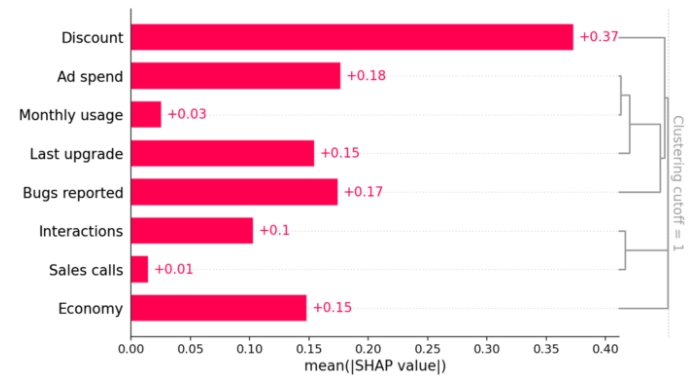 Discount +0.37
Ad spend +0.18
Monthly usage +0.03
Last upgrade +0.15
Bugs reported +0.17
Interactions +0.1
Sales calls +0.01
Economy +0.15
0.00 0.05 0.10 0.15 0.20 0.25 0.30 0.35 0.40
mean(|SHAP value|)
Clustering cutoff = 1